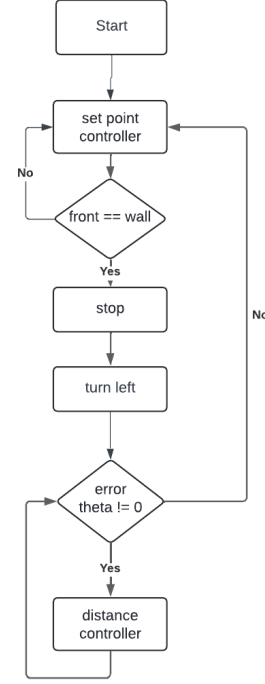 Start
set point
controller
No
front == wall
Yes
stop
No
turn left
error
theta != 0
Yes
distance
controller